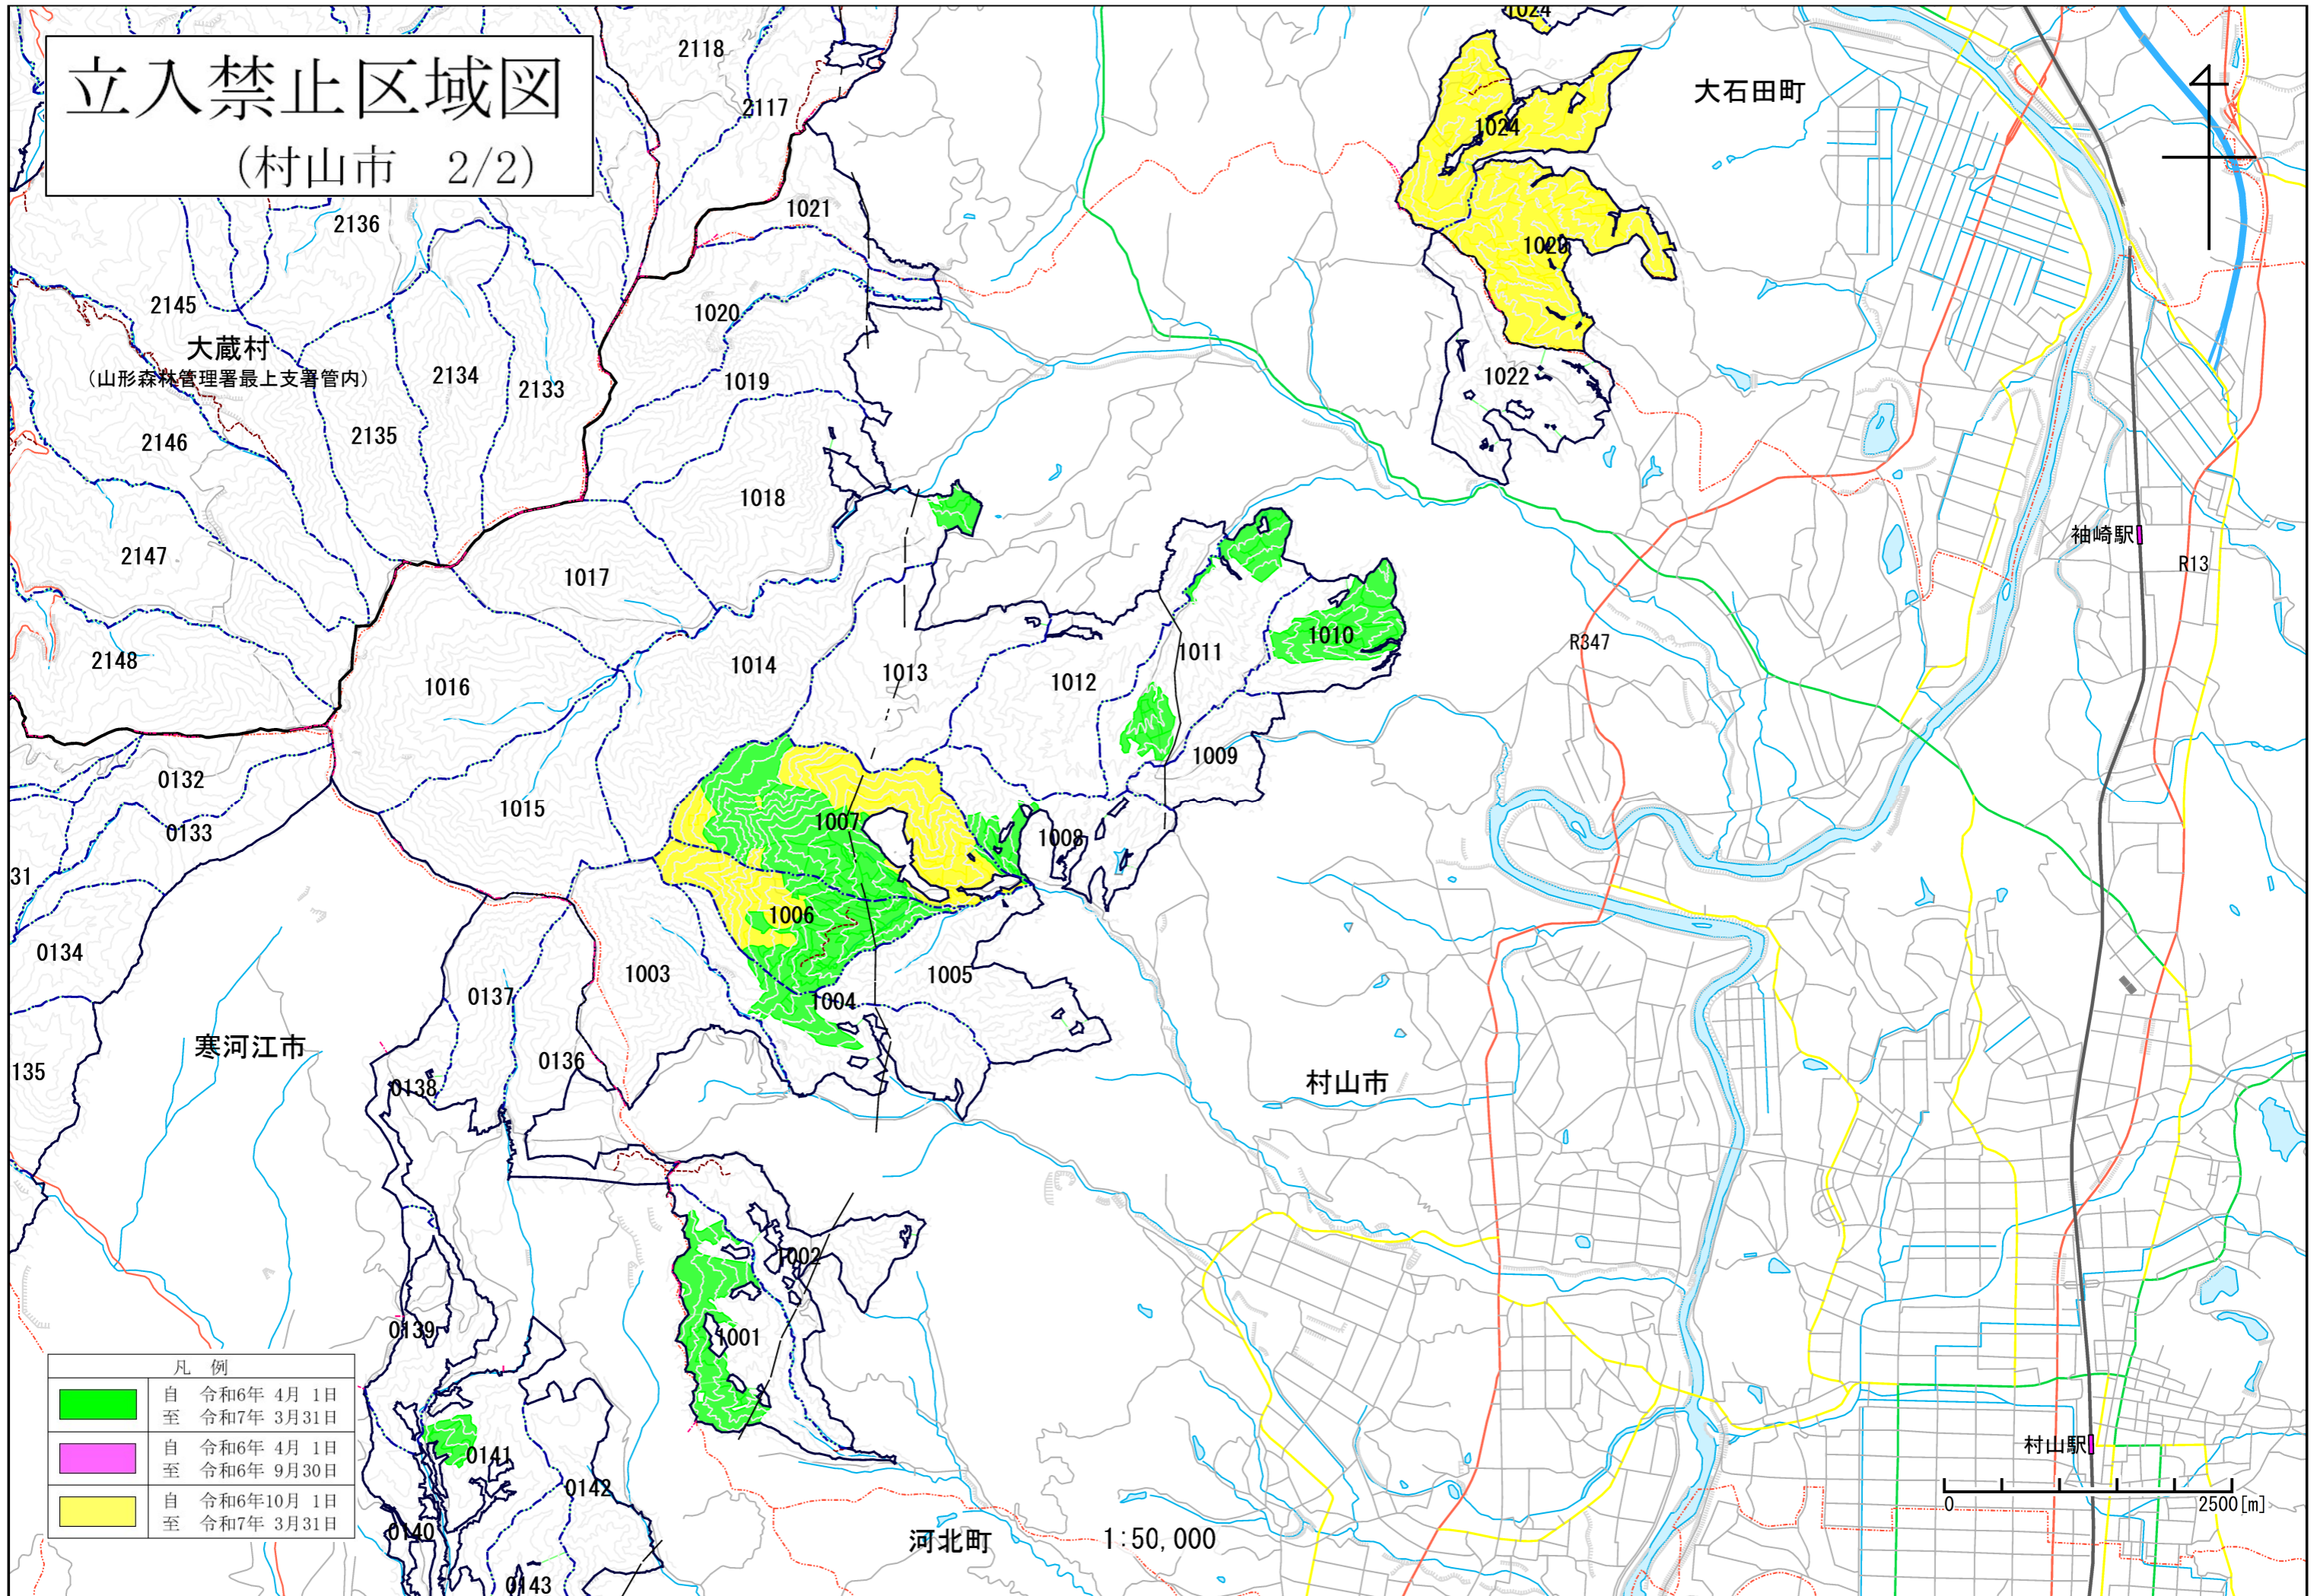 立入禁止区域図
(村山市 2/2)
1024
2118
2117
大石田町
1024
2136
1021
1023
2145
1020
大蔵村
(山形森林管理署最上支署管内)
2134
2133
1019
1022
2135
2146
1018
袖崎駅
2147
R13
1017
1010
R347
2148
1014
1013
1012
1011
1016
1009
0132
1015
0133
1007
1008
31
1006
0134
1003
1005
0137
1004
寒河江市
135
0136
0138
村山市
1002
0139
1001
凡 例
自 令和6年 4月 1日
至 令和7年 3月31日
自 令和6年 4月 1日
至 令和6年 9月30日
自 令和6年10月 1日
至 令和7年 3月31日
0141
0142
0140
0143
村山駅
0 2500[m]
河北町
1:50,000